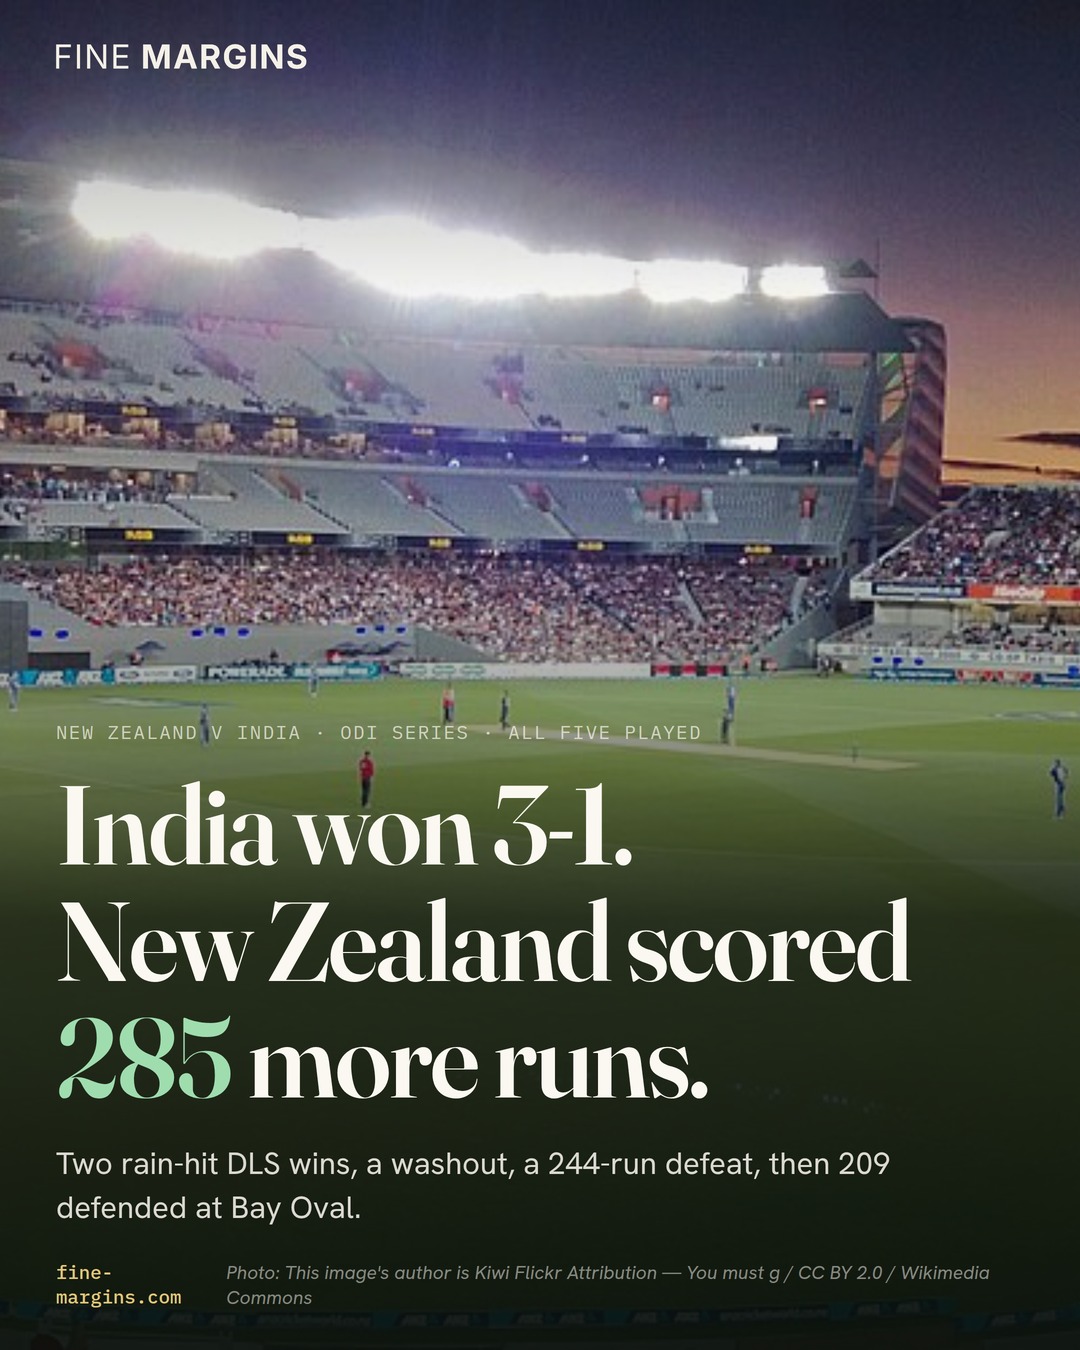 FINE MARGINS
POWERADE
NEW ZEALAND V INDIA · ODI SERIES · ALL FIVE PLAYED
India won 3-1.
New Zealand scored
285 more runs.
Two rain-hit DLS wins, a washout, a 244-run defeat, then 209
defended at Bay Oval.
fine-
margins.com
Photo: This image's author is Kiwi Flickr Attribution — You must g / CC BY 2.0 / Wikimedia
Commons